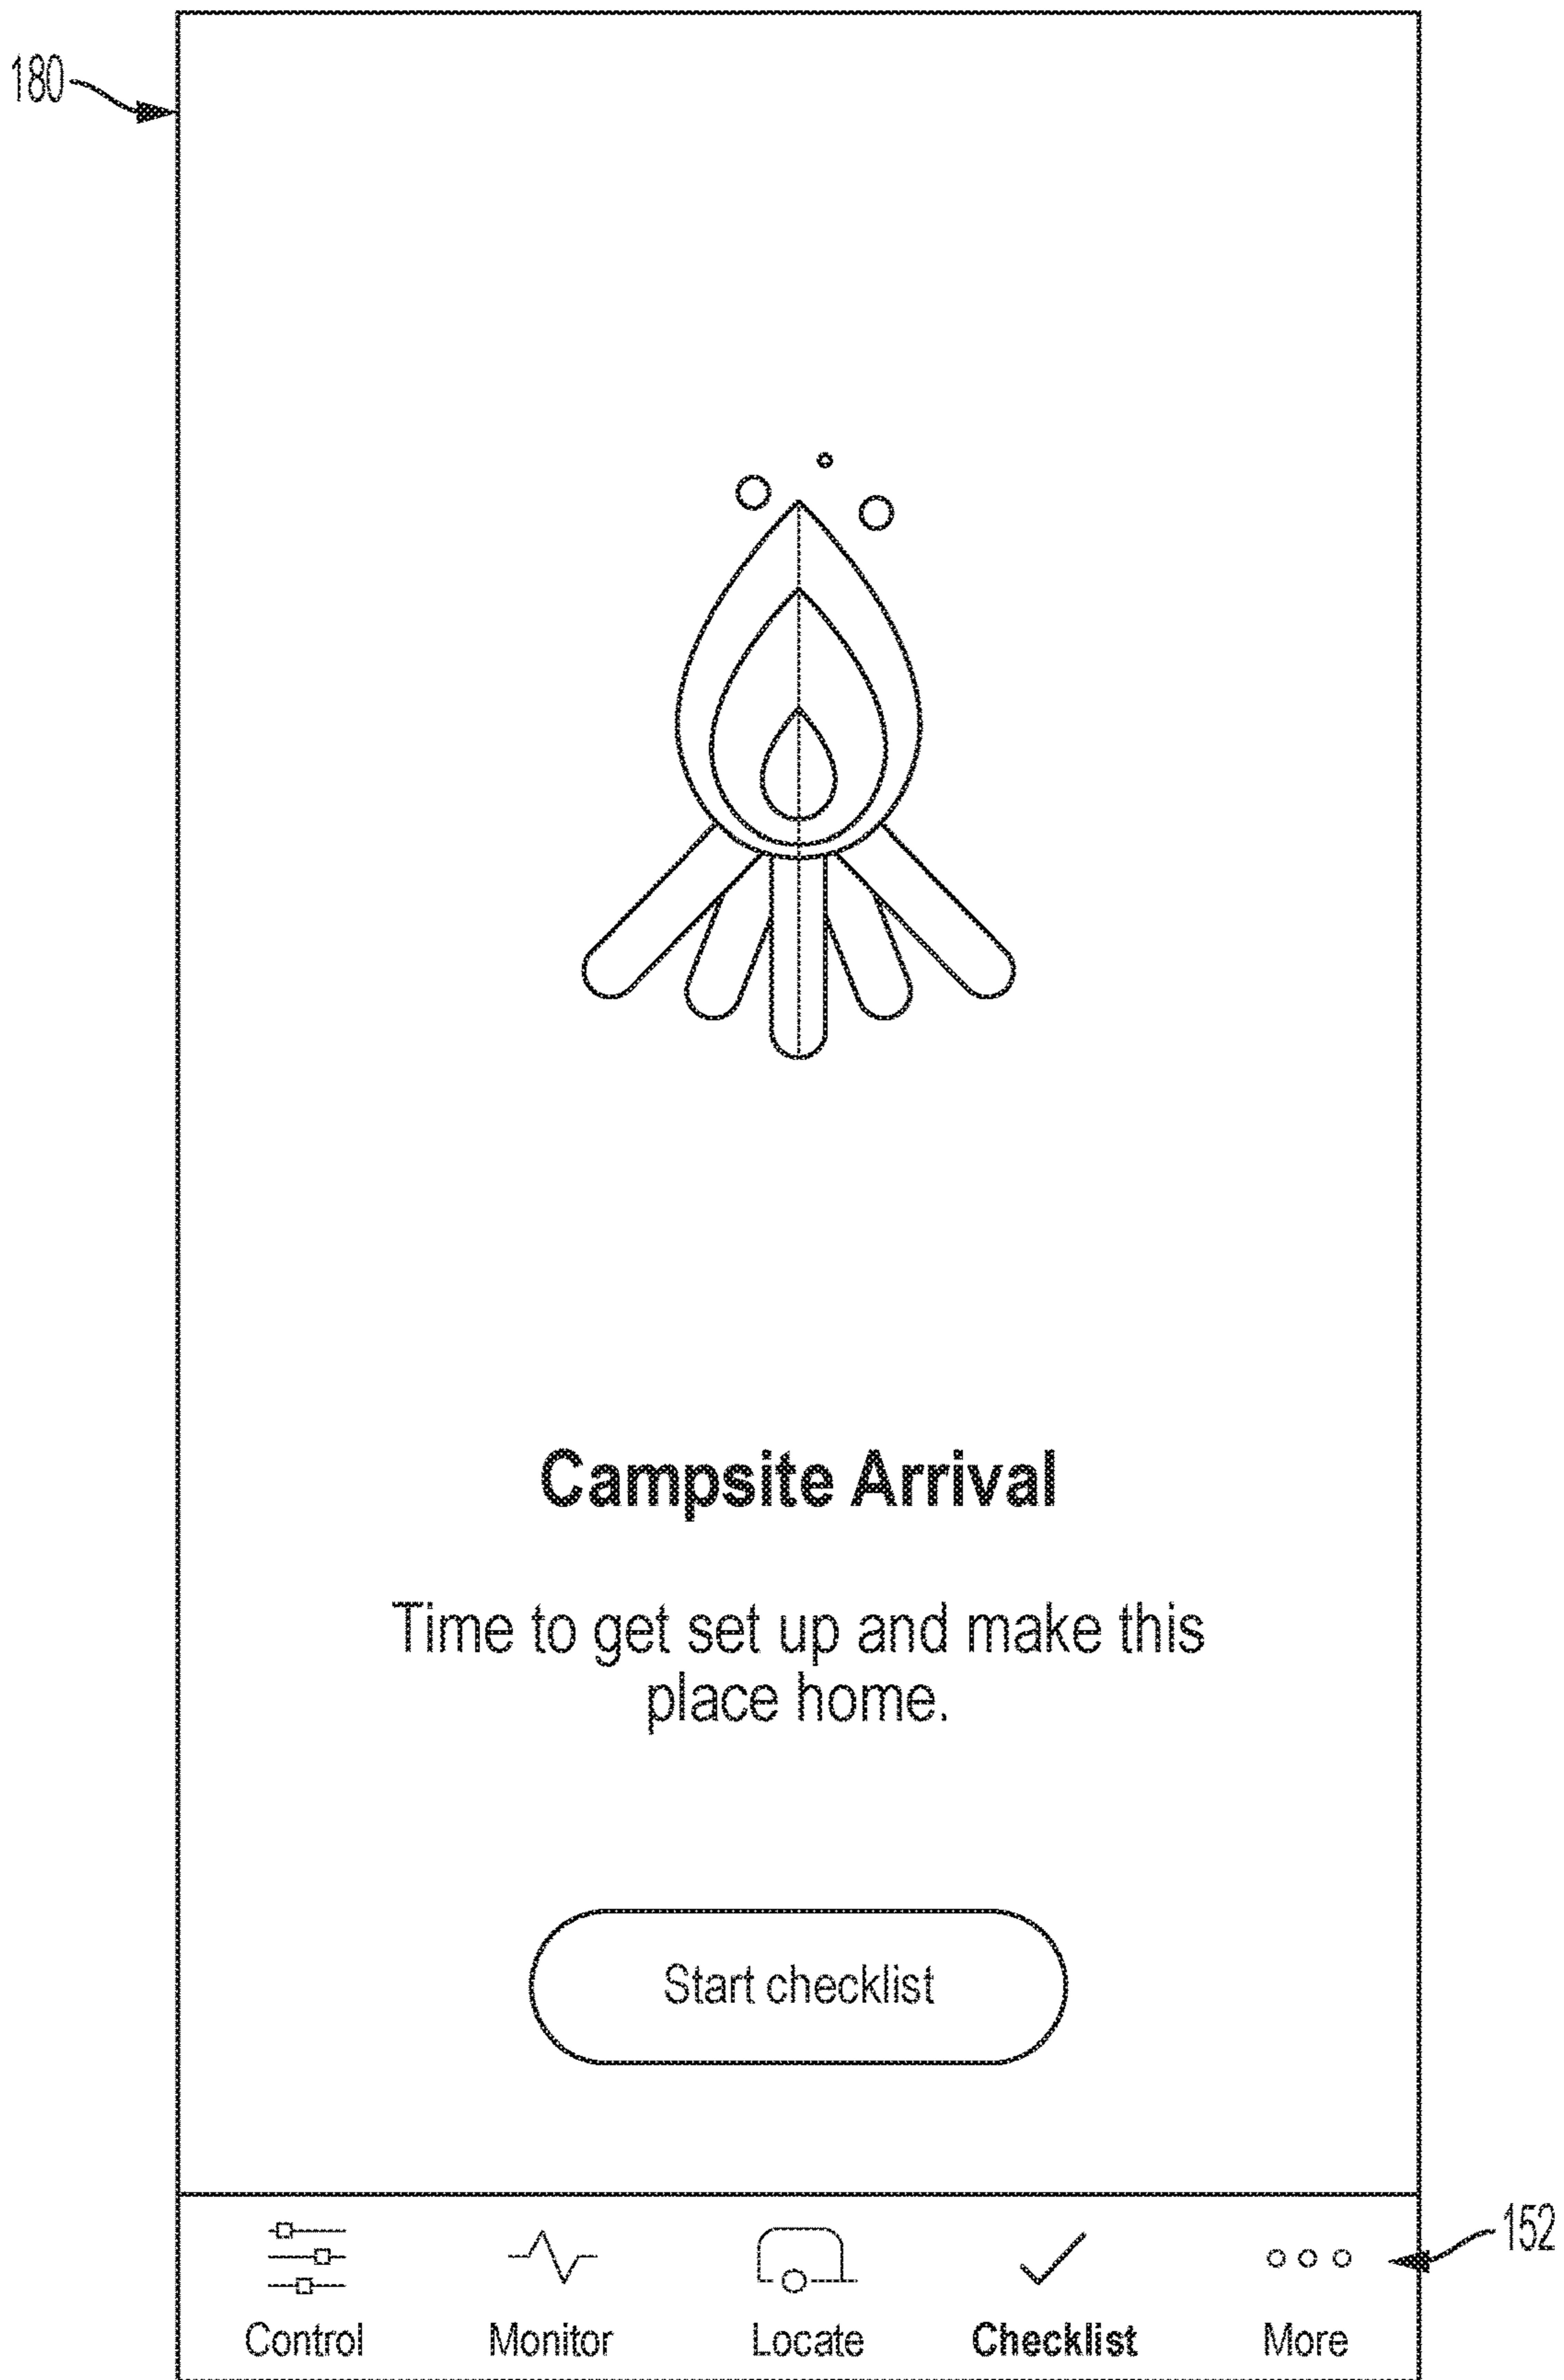 180
Campsite Arrival
Time to get set up and make this
place home.
Start checklist
152
Control Monitor Locate Checklist More